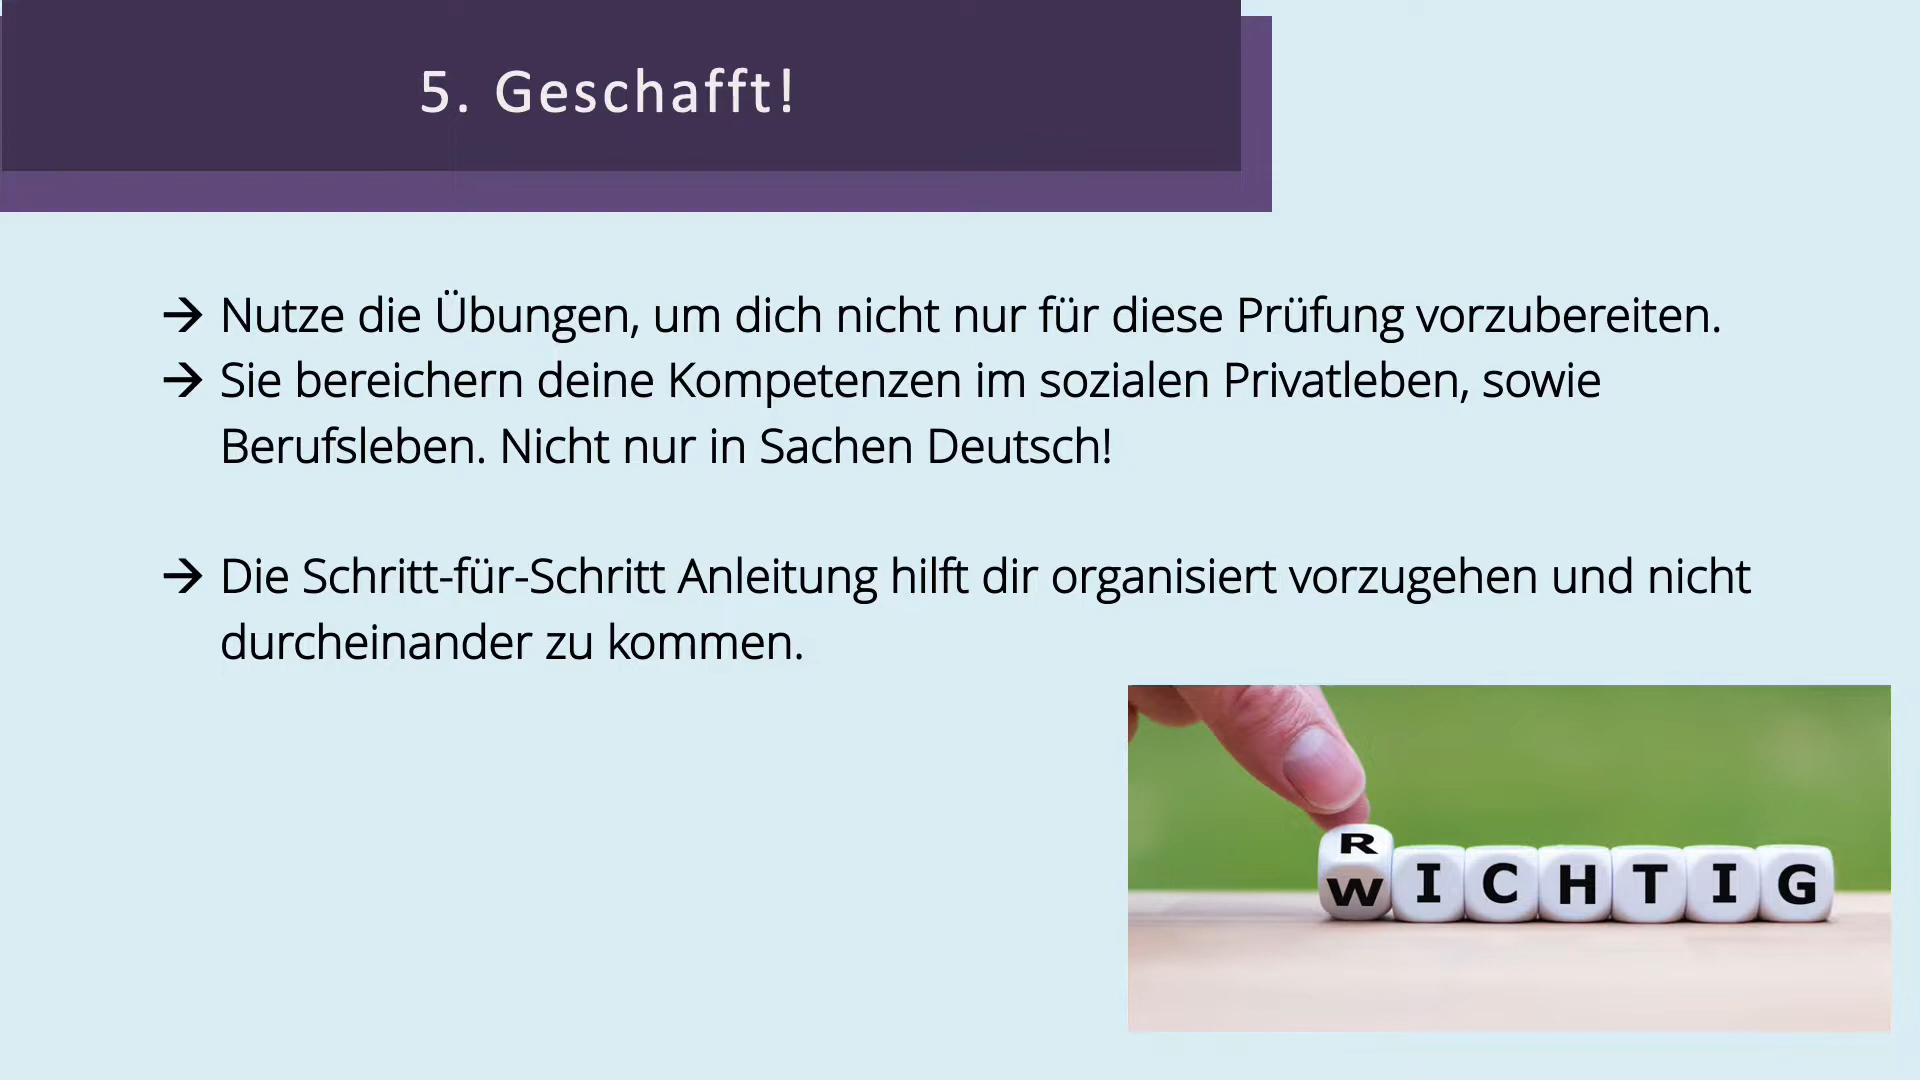 5. Geschafft!
→ Nutze die Übungen, um dich nicht nur für diese Prüfung vorzubereiten.
→ Sie bereichern deine Kompetenzen im sozialen Privatleben, sowie
Berufsleben. Nicht nur in Sachen Deutsch!
→ Die Schritt-für-Schritt Anleitung hilft dir organisiert vorzugehen und nicht
durcheinander zu kommen.
R
WICHTIG